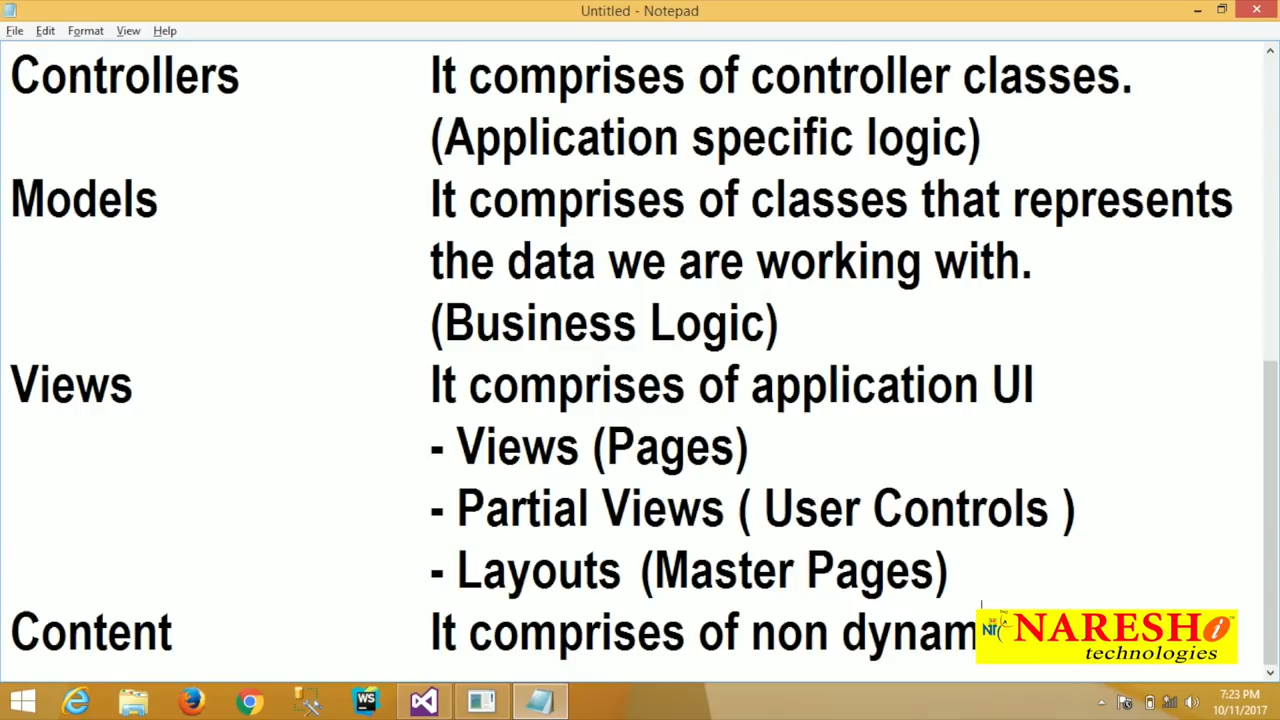 Untitled - Notepad
File Edit Format View Help
Controllers It comprises of controller classes.
(Application specific logic)
Models It comprises of classes that represents
the data we are working with.
(Business Logic)
Views It comprises of application UI
- Views (Pages)
- Partial Views ( User Controls )
- Layouts (Master Pages)
Content It comprises of non dynam
NARESH i
technologies
WS
7:23 PM
10/11/2017